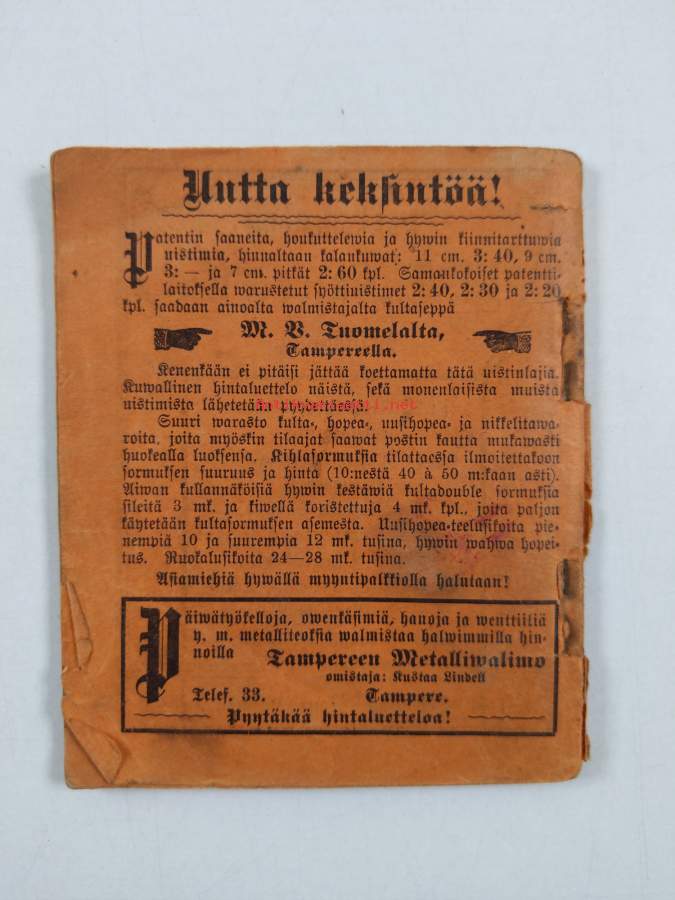 Uutta keksintöä!
Patentin saaneita, houkuttelewia ja hywin kiinnitarttuwia
uistimia, hinnaltaan kalankuwat: 11 cm. 3: 40, 9 cm.
3: — ja 7 cm. pitkät 2: 60 kpl. Samankokoiset patentti-
laitoksella warustetut syöttiuistimet 2: 40, 2: 30 ja 2: 20
kpl. saadaan ainoalta walmistajalta kultaseppä
M. V. Tuomelalta,
Tampereella.
Kenenkään ei pitäisi jättää koettamatta tätä uistinlajia.
Kuwallinen hintaluettelo näistä, sekä monenlaisista muista
uistimista lähetetään pyydettäessä.
Suuri warasto kulta-, hopea-, uusihopea- ja nikkelitawa-
roita, joita myöskin tilaajat saawat postin kautta mukawasti
huokealla luoksensa. Kihlasormuksia tilattaessa ilmoitettakoon
sormuksen suuruus ja hinta (10:nestä 40 à 50 m:kaan asti).
Aiwan kullannäköisiä hywin kestäwiä kultadouble sormuksia
sileitä 3 mk. ja kiwellä koristettuja 4 mk. kpl., joita paljon
käytetään kultasormuksen asemesta. Uusihopea-teelusikoita pie-
nempiä 10 ja suurempia 12 mk. tusina, hywin wahwa hopei-
tus. Ruokalusikoita 24—28 mk. tusina.
Asiamiehiä hywällä myyntipalkkiolla halutaan!
Päiwätyökelloja, owenkäsimiä, hanoja ja wenttiiliä
y. m. metalliteoksia walmistaa halwimmilla hin-
noilla Tampereen Metalliwalimo
omistaja: Kustaa Lindell
Telef. 33. Tampere.
Pyytäkää hintaluetteloa!